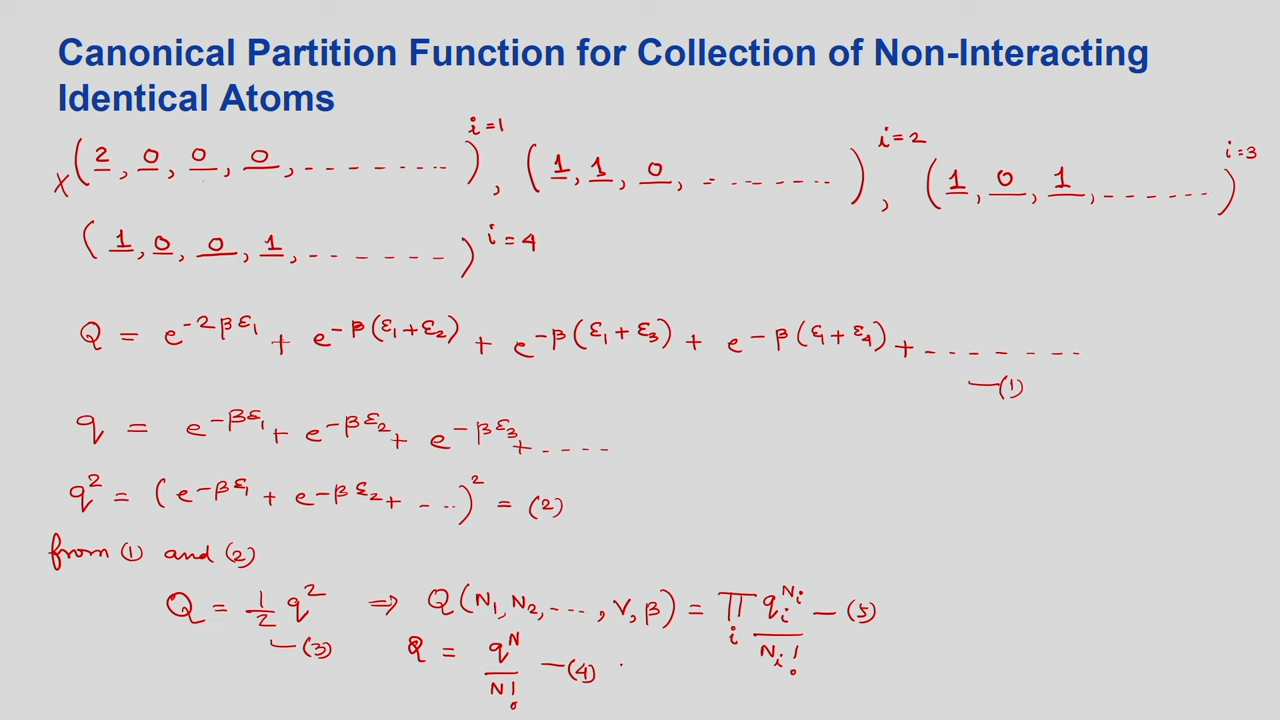 Canonical Partition Function for Collection of Non-Interacting
Identical Atoms
x (2, 0, 0, 0, ---------)^{i=1}, (1, 1, 0, --------)^{i=2}, (1, 0, 1, -------)^{i=3}
(1, 0, 0, 1, -------)^{i=4}
Q = e^{-2βε₁} + e^{-β(ε₁+ε₂)} + e^{-β(ε₁+ε₃)} + e^{-β(ε₁+ε₄)} + -------
—(1)
q = e^{-βε₁} + e^{-βε₂} + e^{-βε₃} + ----
q² = (e^{-βε₁} + e^{-βε₂} + ---)² = (2)
from (1) and (2)
Q = 1/2 q² ⇒ Q(N₁, N₂, ---, V, β) = ∏_i q_i^{N_i}/N_i! —(5)
—(3) Q = q^N/N! —(4)